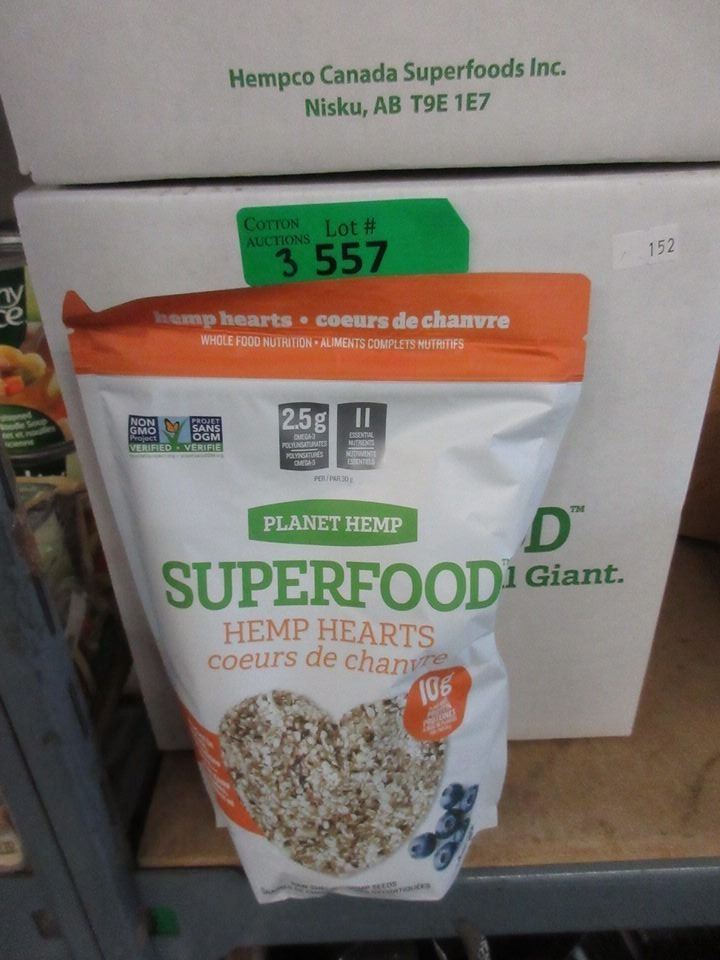 Hempco Canada Superfoods Inc.
Nisku, AB T9E 1E7
COTTON AUCTIONS
Lot #
3 557
152
hemp hearts • coeurs de chanvre
WHOLE FOOD NUTRITION • ALIMENTS COMPLETS NUTRITIFS
NON GMO Project
VERIFIED
PROJET SANS OGM
VERIFIÉ
2.5g
OMEGA-3
POLYUNSATURATES
POLYINSATURÉS
OMEGA-3
11
ESSENTIAL
NUTRIENTS
NUTRIMENTS
ESSENTIELS
PER / PAR 30 g
PLANET HEMP
SUPERFOOD
HEMP HEARTS
coeurs de chanvre
10g
D™
l Giant.